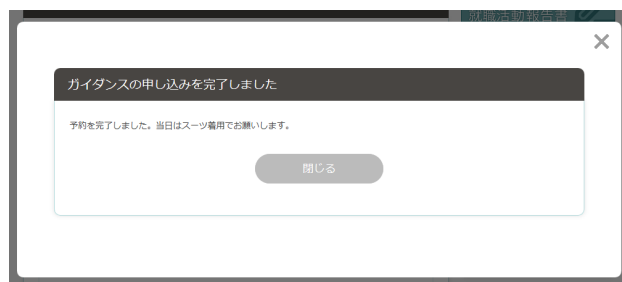 就職活動報告書
ガイダンスの申し込みを完了しました
予約を完了しました。当日はスーツ着用でお願いします。
閉じる